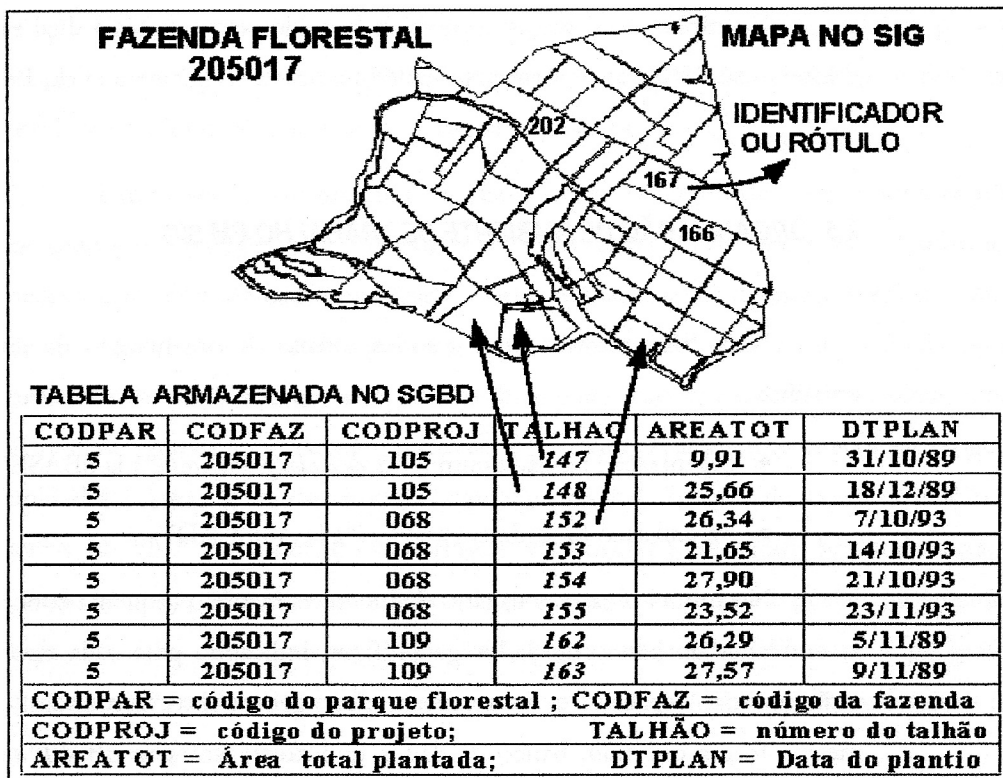 FAZENDA FLORESTAL
205017
MAPA NO SIG
202
IDENTIFICADOR
OU RÓTULO
167
166
TABELA ARMAZENADA NO SGBD
CODPAR CODFAZ CODPROJ TALHAO AREATOT DTPLAN
5 205017 105 147 9,91 31/10/89
5 205017 105 148 25,66 18/12/89
5 205017 068 152 26,34 7/10/93
5 205017 068 153 21,65 14/10/93
5 205017 068 154 27,90 21/10/93
5 205017 068 155 23,52 23/11/93
5 205017 109 162 26,29 5/11/89
5 205017 109 163 27,57 9/11/89
CODPAR = código do parque florestal ; CODFAZ = código da fazenda
CODPROJ = código do projeto; TALHÃO = número do talhão
AREATOT = Área total plantada; DTPLAN = Data do plantio